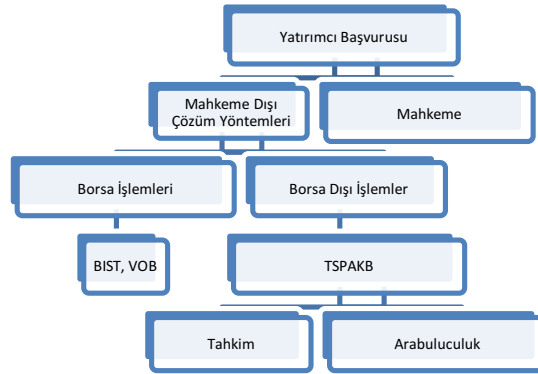 Yatırımcı Başvurusu
Mahkeme Dışı
Çözüm Yöntemleri
Mahkeme
Borsa İşlemleri
Borsa Dışı İşlemler
BIST, VOB
TSPAKB
Tahkim
Arabuluculuk